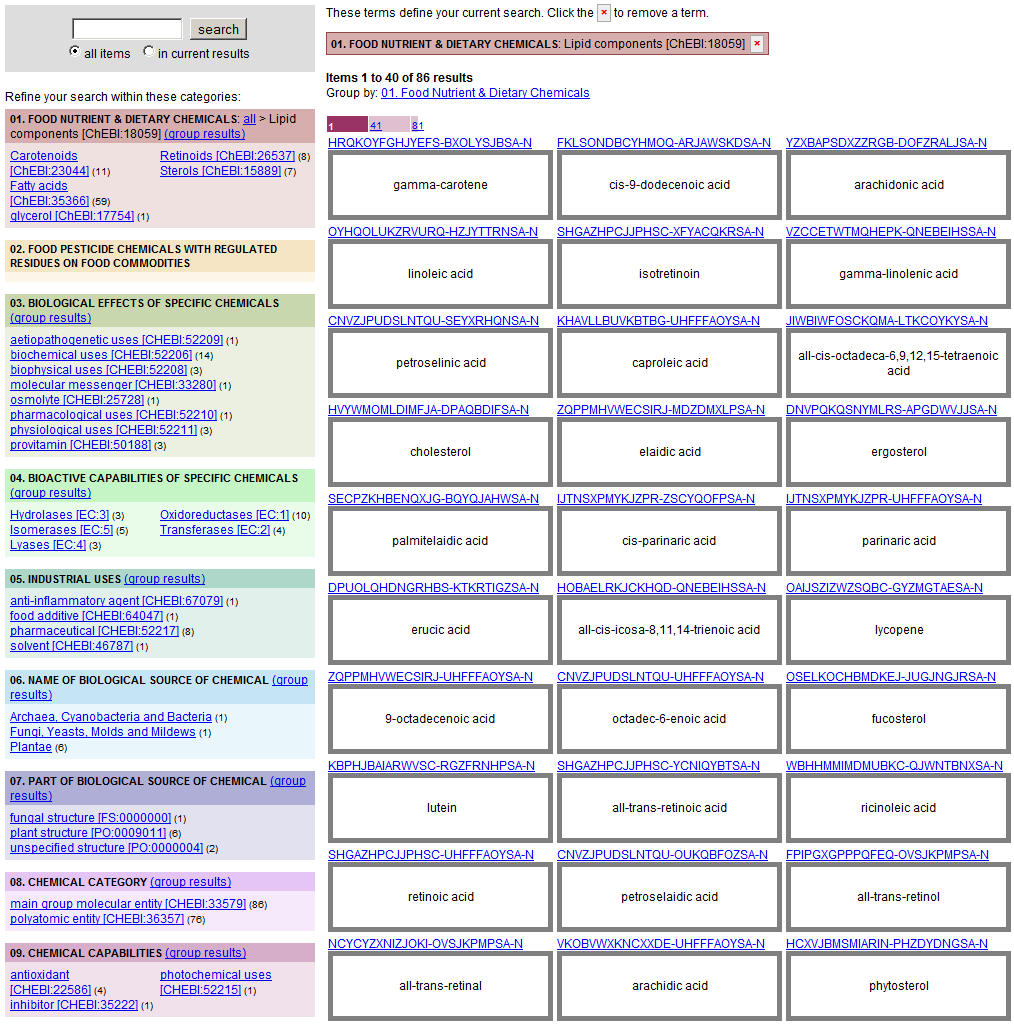 search
all items
in current results
Refine your search within these categories:
01. FOOD NUTRIENT & DIETARY CHEMICALS: all > Lipid
components [ChEBI:18059] (group results)
Carotenoids
[ChEBI:23044] (11)
Fatty acids
[ChEBI:35366] (59)
glycerol [ChEBI:17754] (1)
Retinoids [ChEBI:26537] (8)
Sterols [ChEBI:15889] (7)
02. FOOD PESTICIDE CHEMICALS WITH REGULATED
RESIDUES ON FOOD COMMODITIES
03. BIOLOGICAL EFFECTS OF SPECIFIC CHEMICALS
(group results)
aetiopathogenetic uses [ChEBI:52209] (1)
biochemical uses [ChEBI:52206] (14)
biophysical uses [ChEBI:52208] (3)
molecular messenger [ChEBI:33280] (1)
osmolyte [ChEBI:25728] (1)
pharmacological uses [ChEBI:52210] (1)
physiological uses [ChEBI:52211] (3)
provitamin [ChEBI:50188] (3)
04. BIOACTIVE CAPABILITIES OF SPECIFIC CHEMICALS
(group results)
Hydrolases [EC:3] (3)
Isomerases [EC:5] (5)
Lyases [EC:4] (3)
Oxidoreductases [EC:1] (10)
Transferases [EC:2] (4)
05. INDUSTRIAL USES (group results)
anti-inflammatory agent [ChEBI:67079] (1)
food additive [ChEBI:64047] (1)
pharmaceutical [ChEBI:52217] (8)
solvent [ChEBI:46787] (1)
06. NAME OF BIOLOGICAL SOURCE OF CHEMICAL (group
results)
Archaea, Cyanobacteria and Bacteria (1)
Fungi, Yeasts, Molds and Mildews (1)
Plantae (6)
07. PART OF BIOLOGICAL SOURCE OF CHEMICAL (group
results)
fungal structure [FS:0000000] (1)
plant structure [PO:0009011] (6)
unspecified structure [PO:0000004] (2)
08. CHEMICAL CATEGORY (group results)
main group molecular entity [ChEBI:33579] (86)
polyatomic entity [ChEBI:36357] (76)
09. CHEMICAL CAPABILITIES (group results)
antioxidant
[ChEBI:22586] (4)
inhibitor [ChEBI:35222] (1)
photochemical uses
[ChEBI:52215] (1)
These terms define your current search. Click the × to remove a term.
01. FOOD NUTRIENT & DIETARY CHEMICALS: Lipid components [ChEBI:18059] ×
Items 1 to 40 of 86 results
Group by: 01. Food Nutrient & Dietary Chemicals
1 41 81
HRQKOYFGHJYEFS-BXOLYSJBSA-N FKLSONDBCYHMOQ-ARJAWSKDSA-N YZXBAPSDXZZRGB-DOFZRALJSA-N
gamma-carotene cis-9-dodecenoic acid arachidonic acid
OYHQOLUKZRVURQ-HZJYTTRNSA-N SHGAZHPCJJPHSC-XFYACQKRSA-N VZCCETWTMQHEPK-QNEBEIHSSA-N
linoleic acid isotretinoin gamma-linolenic acid
CNVZJPUDSLNTQU-SEYXRHQNSA-N KHAVLLBUVKBTBG-UHFFFAOYSA-N JIWBIWFOSCKQMA-LTKCOYKYSA-N
petroselinic acid caproleic acid all-cis-octadeca-6,9,12,15-tetraenoic
acid
HVYWMOMLDIMFJA-DPAQBDIFSA-N ZQPPMHVWECSIRJ-MDZDMXLPSA-N DNVPQKQSNYMLRS-APGDWVJJSA-N
cholesterol elaidic acid ergosterol
SECPZKHBENQXJG-BQYQJAHWSA-N IJTNSXPMYKJZPR-ZSCYQOFPSA-N IJTNSXPMYKJZPR-UHFFFAOYSA-N
palmitelaidic acid cis-parinaric acid parinaric acid
DPUOLQHDNGRHBS-KTKRTIGZSA-N HOBAELRKJCKHQD-QNEBEIHSSA-N OAIJSZIZWZSQBC-GYZMGTAESA-N
erucic acid all-cis-icosa-8,11,14-trienoic acid lycopene
ZQPPMHVWECSIRJ-UHFFFAOYSA-N CNVZJPUDSLNTQU-UHFFFAOYSA-N OSELKOCHBMDKEJ-JUGJNGJRSA-N
9-octadecenoic acid octadec-6-enoic acid fucosterol
KBPHJBAIARWVSC-RGZFRNHPSA-N SHGAZHPCJJPHSC-YCNIQYBTSA-N WBHHMMIMDMUBKC-QJWNTBNXSA-N
lutein all-trans-retinoic acid ricinoleic acid
SHGAZHPCJJPHSC-UHFFFAOYSA-N CNVZJPUDSLNTQU-OUKQBFOZSA-N FPIPGXGPPPQFEQ-OVSJKPMPSA-N
retinoic acid petroselaidic acid all-trans-retinol
NCYCYZXNIZJOKI-OVSJKPMPSA-N VKOBVWXKNCXXDE-UHFFFAOYSA-N HCXVJBMSMIARIN-PHZDYDNGSA-N
all-trans-retinal arachidic acid phytosterol